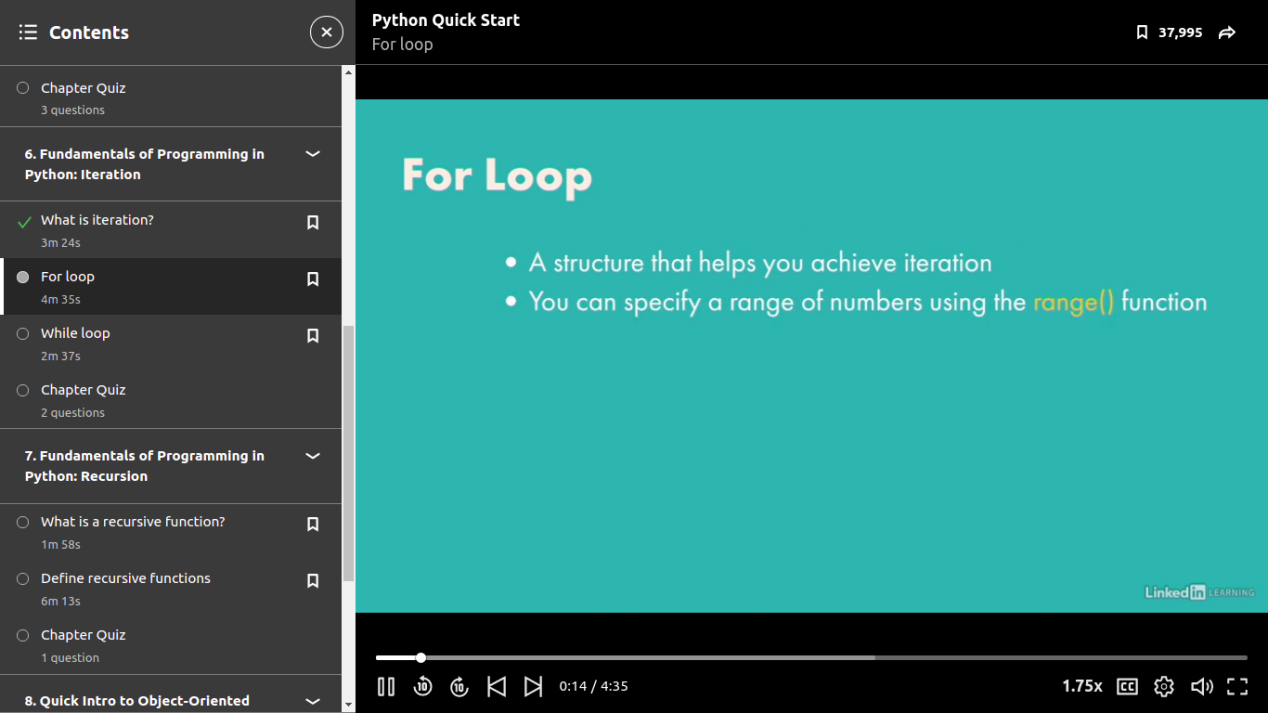 Contents
Chapter Quiz
3 questions
6. Fundamentals of Programming in
Python: Iteration
What is iteration?
3m 24s
For loop
4m 35s
While loop
2m 37s
Chapter Quiz
2 questions
7. Fundamentals of Programming in
Python: Recursion
What is a recursive function?
1m 58s
Define recursive functions
6m 13s
Chapter Quiz
1 question
8. Quick Intro to Object-Oriented
Python Quick Start
For loop
37,995
For Loop
• A structure that helps you achieve iteration
• You can specify a range of numbers using the range() function
Linked in LEARNING
10
10
0:14 / 4:35
1.75x
CC